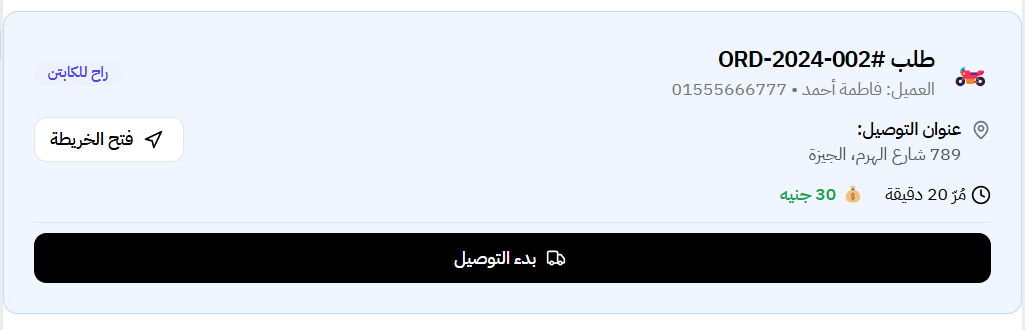 طلب #ORD-2024-002
العميل: فاطمة أحمد • 01555666777
راح للكابتن
عنوان التوصيل:
789 شارع الهرم، الجيزة
فتح الخريطة
مُرّ 20 دقيقة 30 جنيه
بدء التوصيل